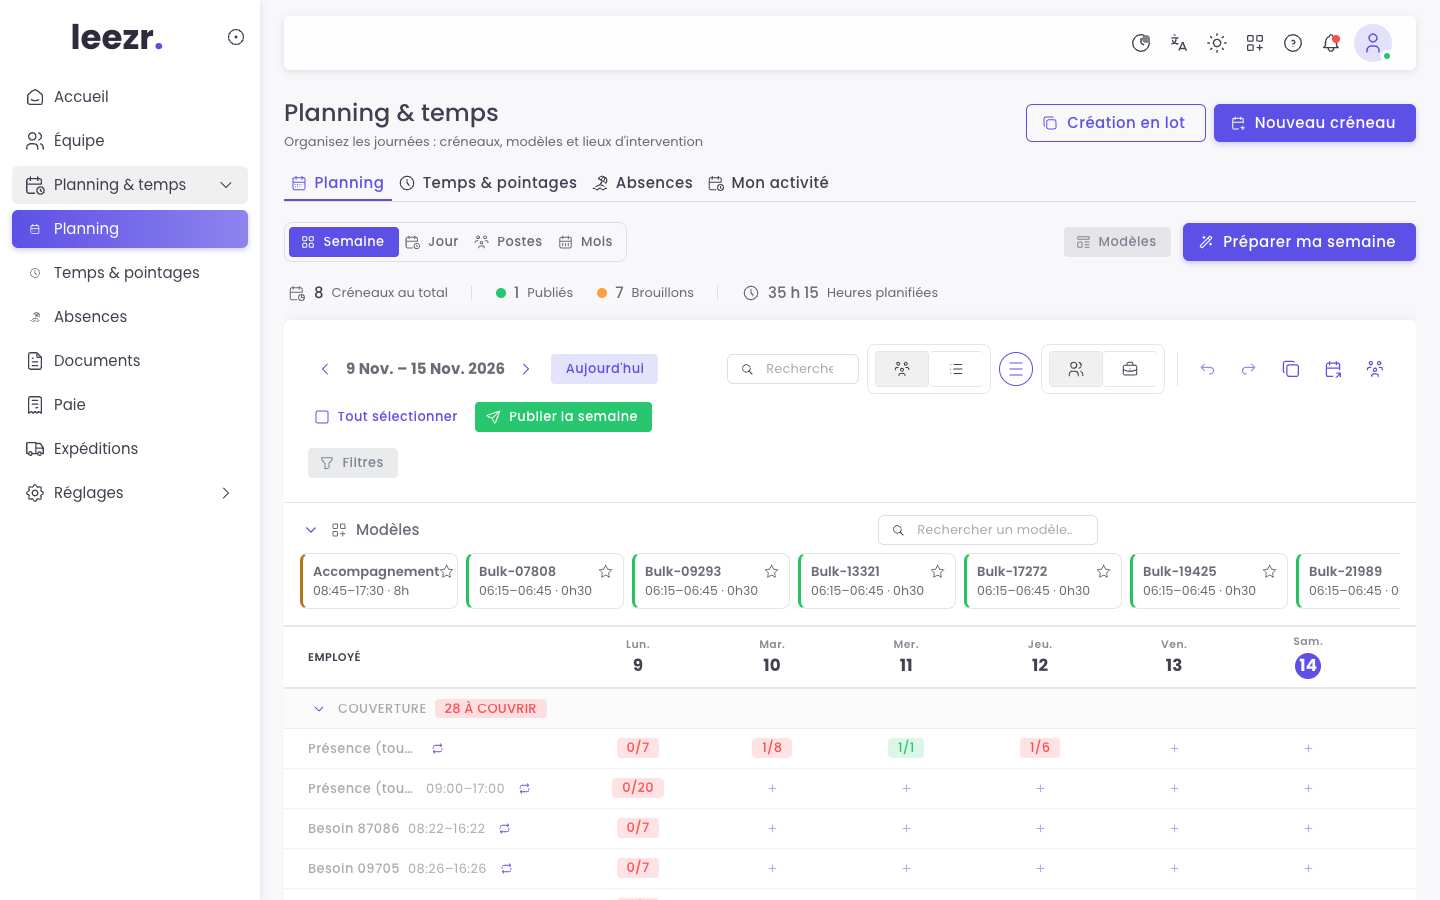 leezr.
Accueil
Équipe
Planning & temps
Planning
Temps & pointages
Absences
Documents
Paie
Expéditions
Réglages
Planning & temps
Organisez les journées : créneaux, modèles et lieux d'intervention
Création en lot
Nouveau créneau
Planning
Temps & pointages
Absences
Mon activité
Semaine
Jour
Postes
Mois
Modèles
Préparer ma semaine
8 Créneaux au total
1 Publiés
7 Brouillons
35 h 15 Heures planifiées
9 Nov. – 15 Nov. 2026
Aujourd'hui
Recherche
Tout sélectionner
Publier la semaine
Filtres
Modèles
Rechercher un modèle..
Accompagnement
08:45–17:30 · 8h
Bulk-07808
06:15–06:45 · 0h30
Bulk-09293
06:15–06:45 · 0h30
Bulk-13321
06:15–06:45 · 0h30
Bulk-17272
06:15–06:45 · 0h30
Bulk-19425
06:15–06:45 · 0h30
Bulk-21989
06:15–06:45 · 0
EMPLOYÉ
Lun.
9
Mar.
10
Mer.
11
Jeu.
12
Ven.
13
Sam.
14
COUVERTURE 28 À COUVRIR
Présence (tou... 0/7 1/8 1/1 1/6 + +
Présence (tou... 09:00–17:00 0/20 + + + + +
Besoin 87086 08:22–16:22 0/7 + + + + +
Besoin 09705 08:26–16:26 0/7 + + + + +